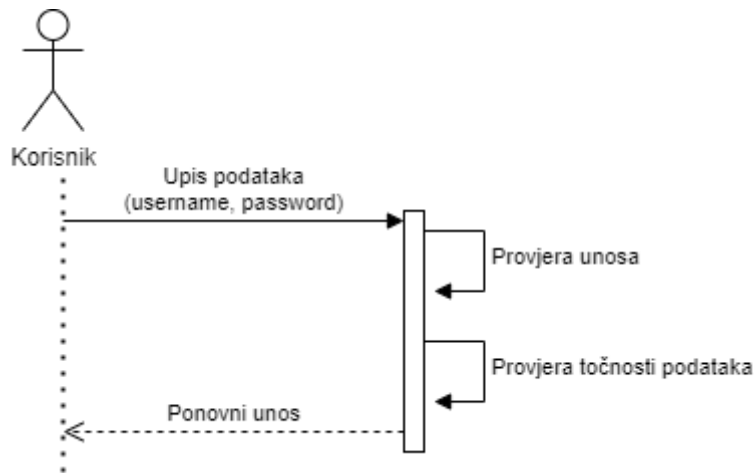 Korisnik
Upis podataka
(username, password)
Provjera unosa
Provjera točnosti podataka
Ponovni unos